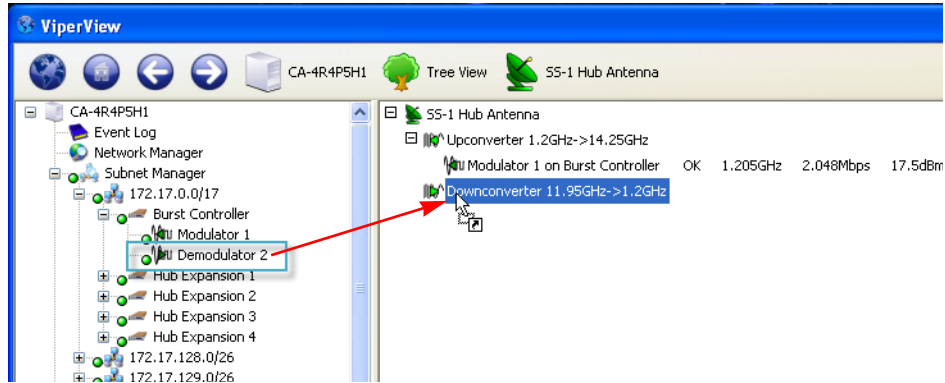 ViperView
CA-4R4P5H1 Tree View SS-1 Hub Antenna
CA-4R4P5H1
Event Log
Network Manager
Subnet Manager
172.17.0.0/17
Burst Controller
Modulator 1
Demodulator 2
Hub Expansion 1
Hub Expansion 2
Hub Expansion 3
Hub Expansion 4
172.17.128.0/26
172.17.129.0/26
SS-1 Hub Antenna
Upconverter 1.2GHz->14.25GHz
Modulator 1 on Burst Controller OK 1.205GHz 2.048Mbps 17.5dBm
Downconverter 11.95GHz->1.2GHz